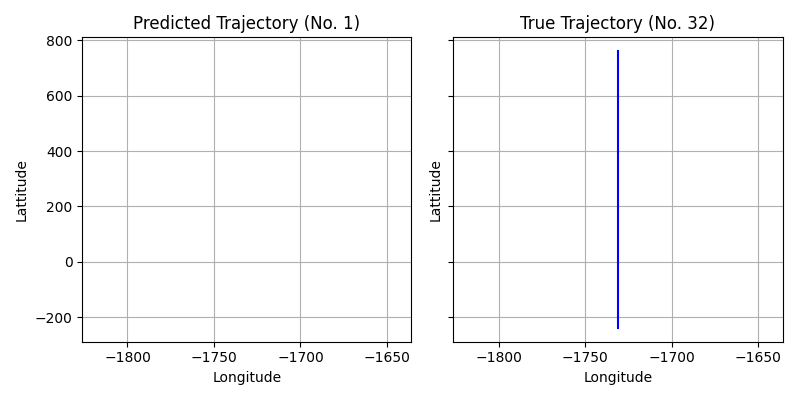 Predicted Trajectory (No. 1)
True Trajectory (No. 32)
800
600
400
200
0
−200
Lattitude
−1800
−1750
−1700
−1650
Longitude
Lattitude
−1800
−1750
−1700
−1650
Longitude